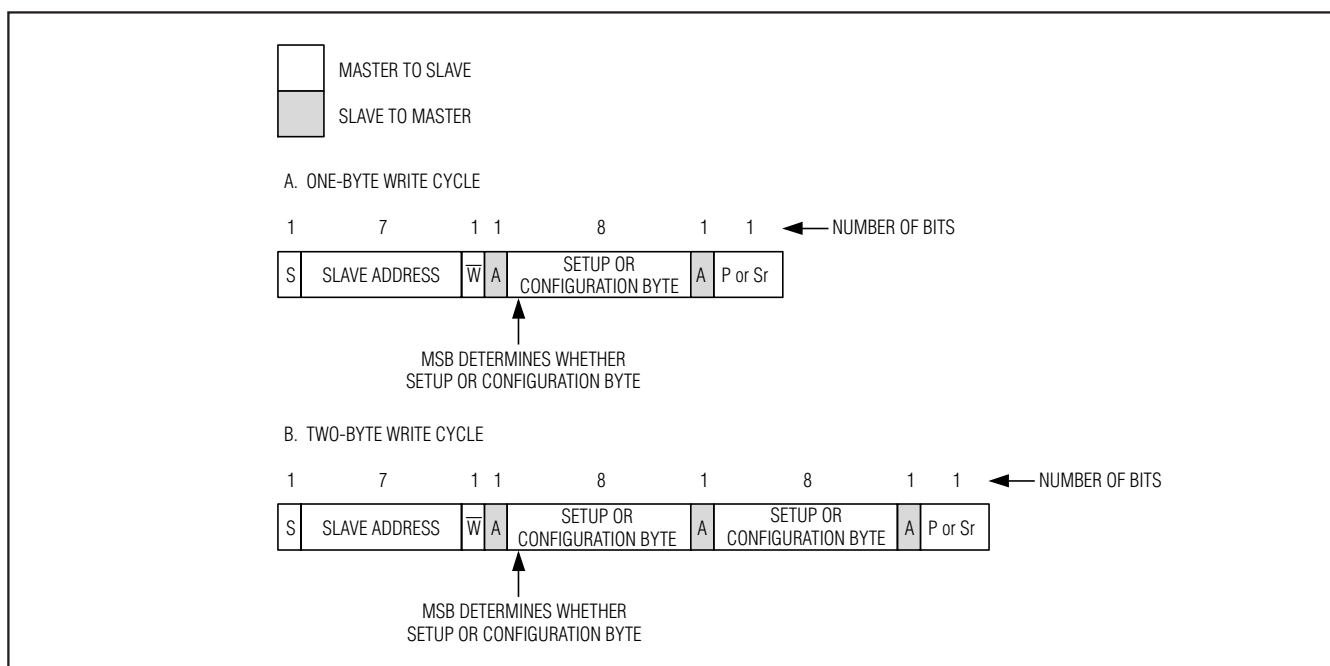 MASTER TO SLAVE
SLAVE TO MASTER
A. ONE-BYTE WRITE CYCLE
1 7 1 1 8 1 1 NUMBER OF BITS
S SLAVE ADDRESS W̅ A SETUP OR CONFIGURATION BYTE A P or Sr
MSB DETERMINES WHETHER
SETUP OR CONFIGURATION BYTE
B. TWO-BYTE WRITE CYCLE
1 7 1 1 8 1 8 1 1 NUMBER OF BITS
S SLAVE ADDRESS W̅ A SETUP OR CONFIGURATION BYTE A SETUP OR CONFIGURATION BYTE A P or Sr
MSB DETERMINES WHETHER
SETUP OR CONFIGURATION BYTE